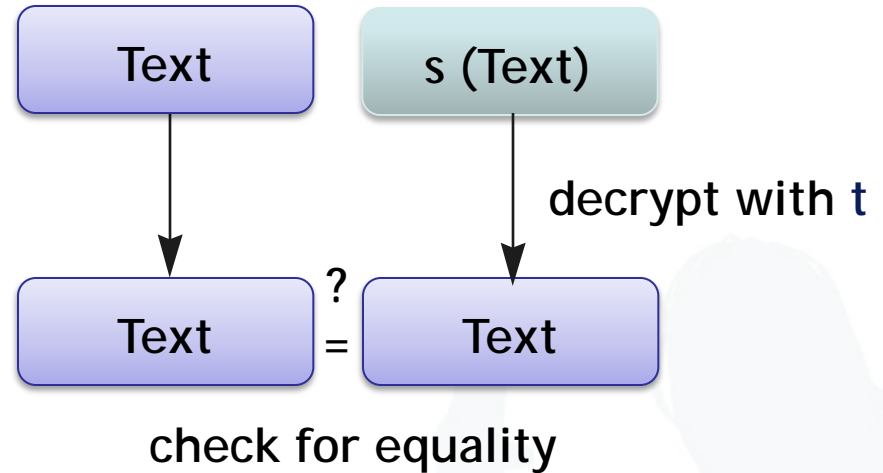 Text
s (Text)
decrypt with t
?
Text
=
Text
check for equality